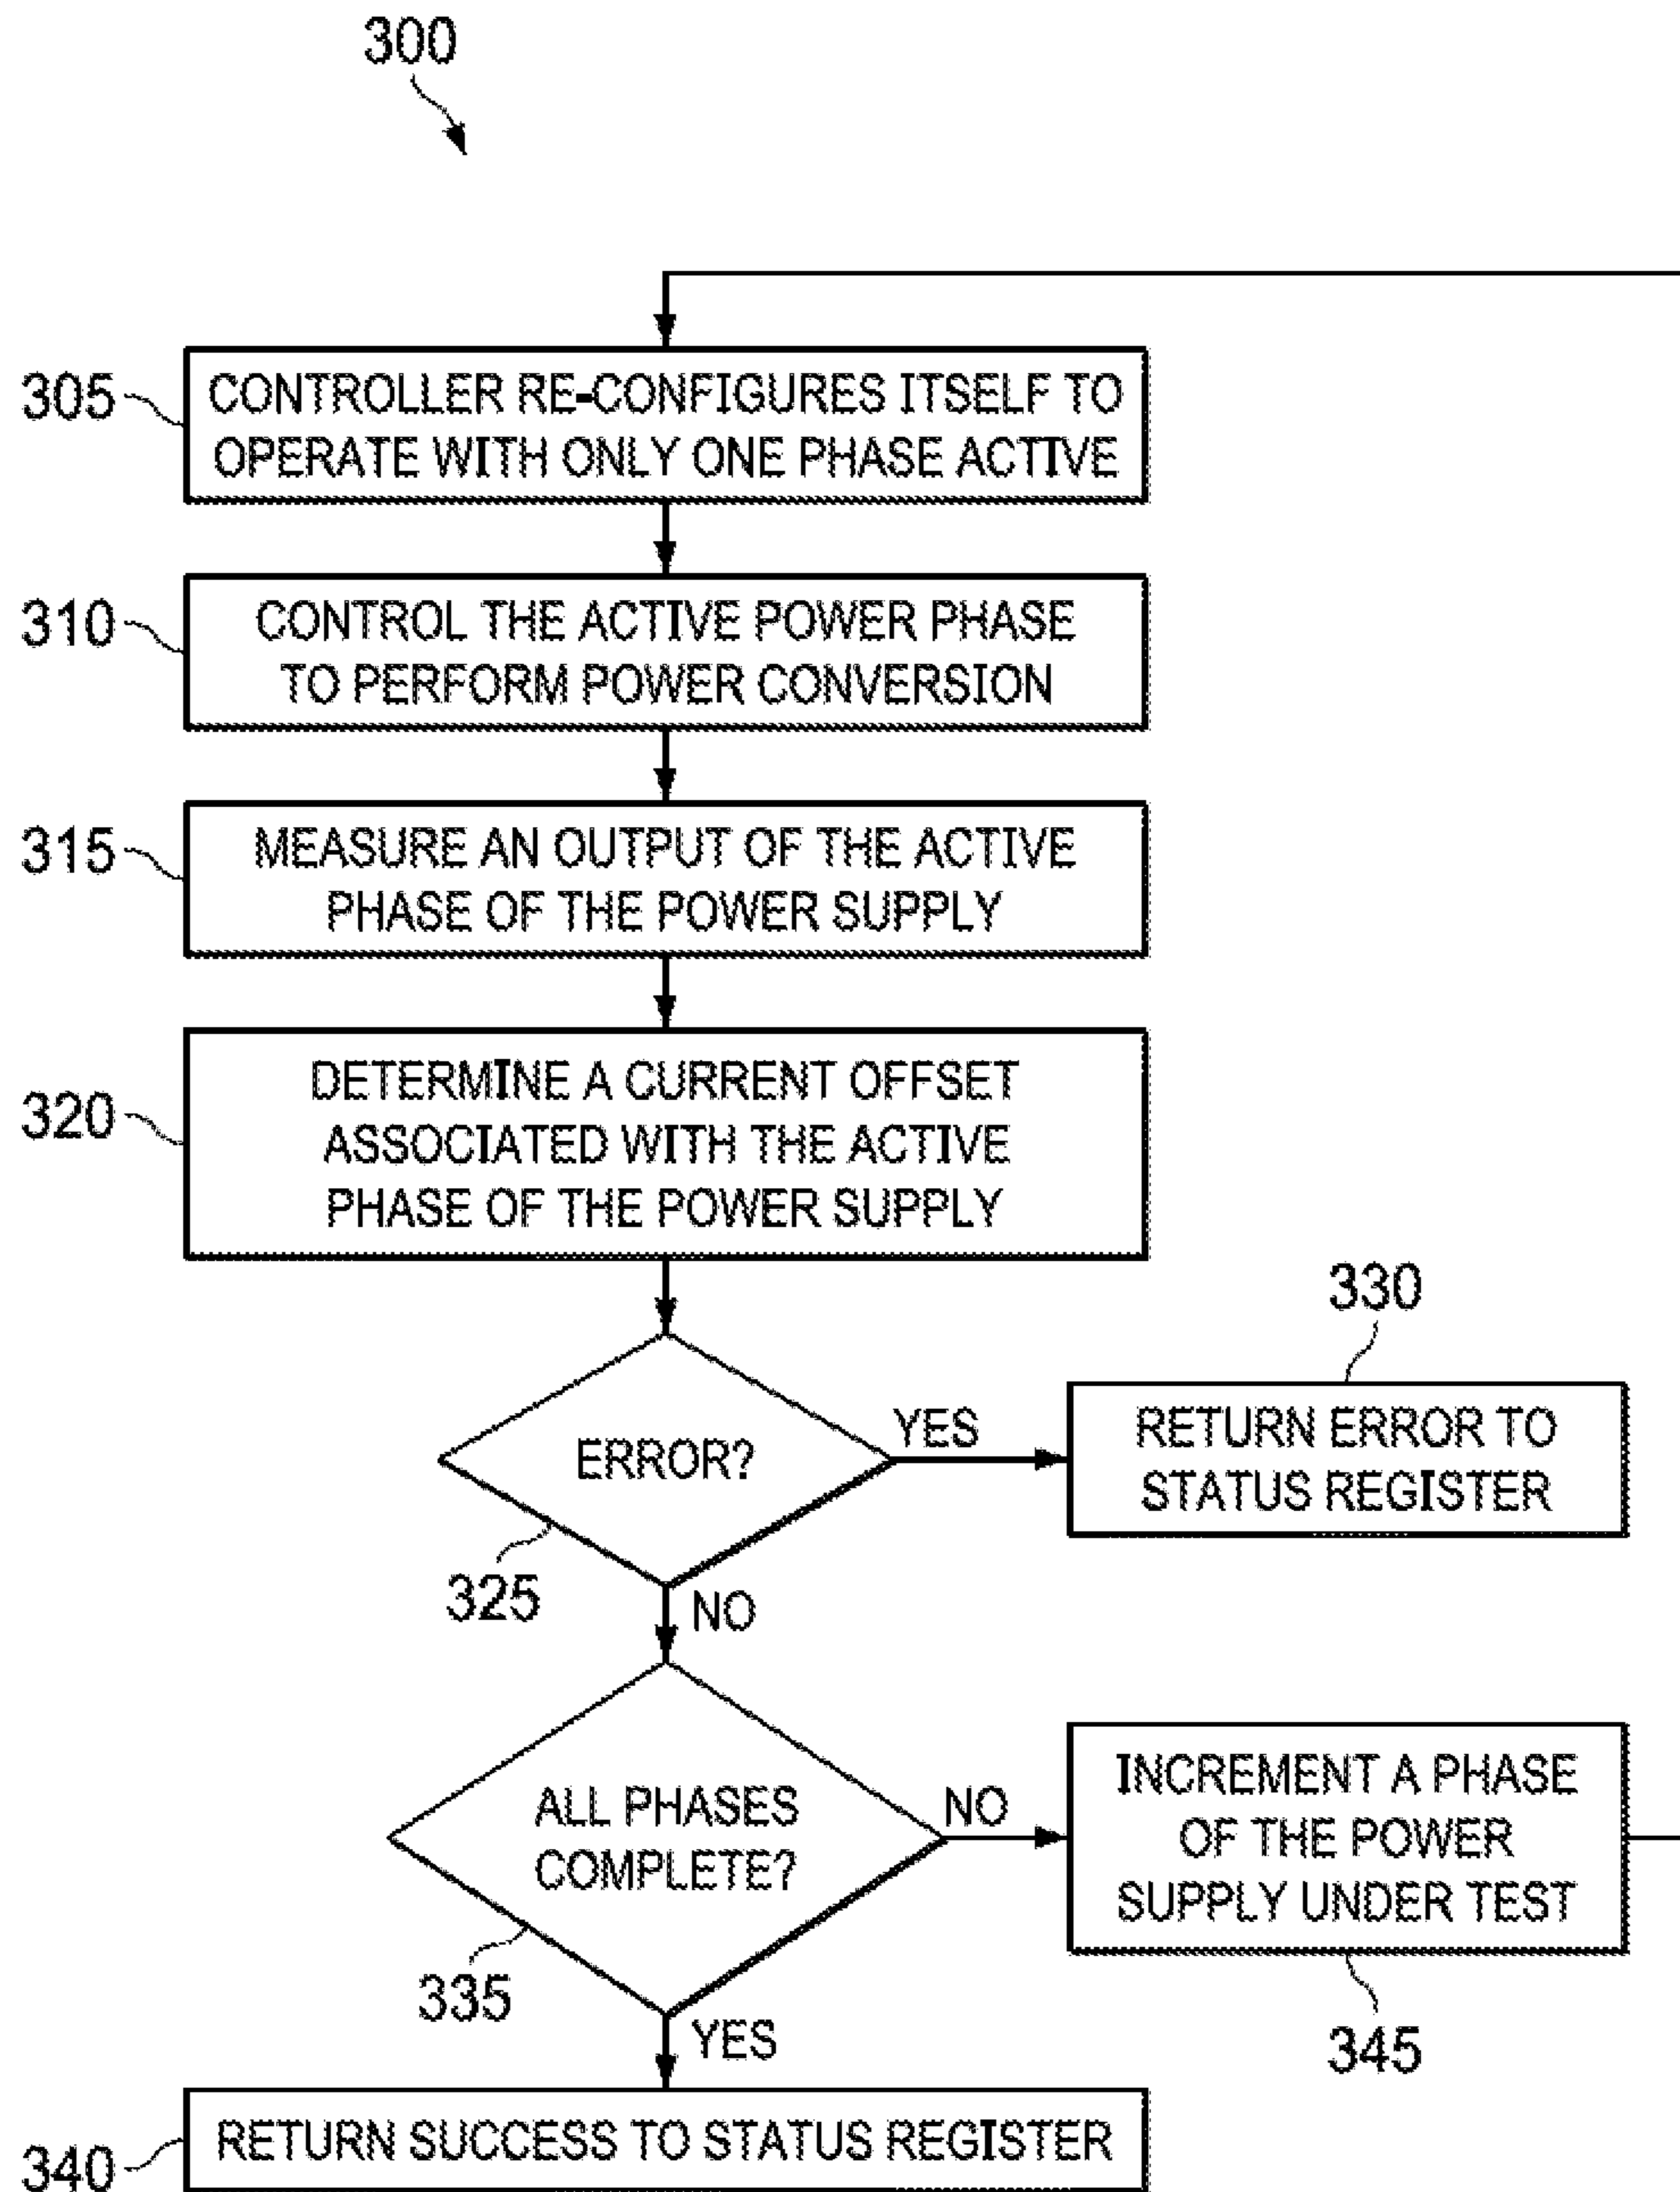 300
305
CONTROLLER RE-CONFIGURES ITSELF TO
OPERATE WITH ONLY ONE PHASE ACTIVE
310
CONTROL THE ACTIVE POWER PHASE
TO PERFORM POWER CONVERSION
315
MEASURE AN OUTPUT OF THE ACTIVE
PHASE OF THE POWER SUPPLY
320
DETERMINE A CURRENT OFFSET
ASSOCIATED WITH THE ACTIVE
PHASE OF THE POWER SUPPLY
330
ERROR?
YES
RETURN ERROR TO
STATUS REGISTER
325
NO
ALL PHASES
COMPLETE?
NO
INCREMENT A PHASE
OF THE POWER
SUPPLY UNDER TEST
335
YES
345
340
RETURN SUCCESS TO STATUS REGISTER